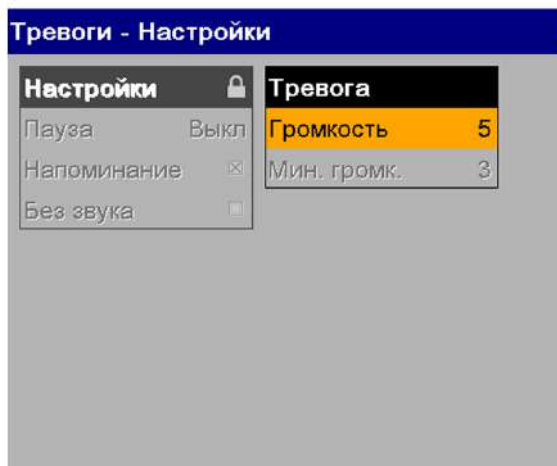 Тревоги - Настройки
Настройки
Пауза Выкл
Напоминание
Без звука
Тревога
Громкость 5
Мин. громк. 3